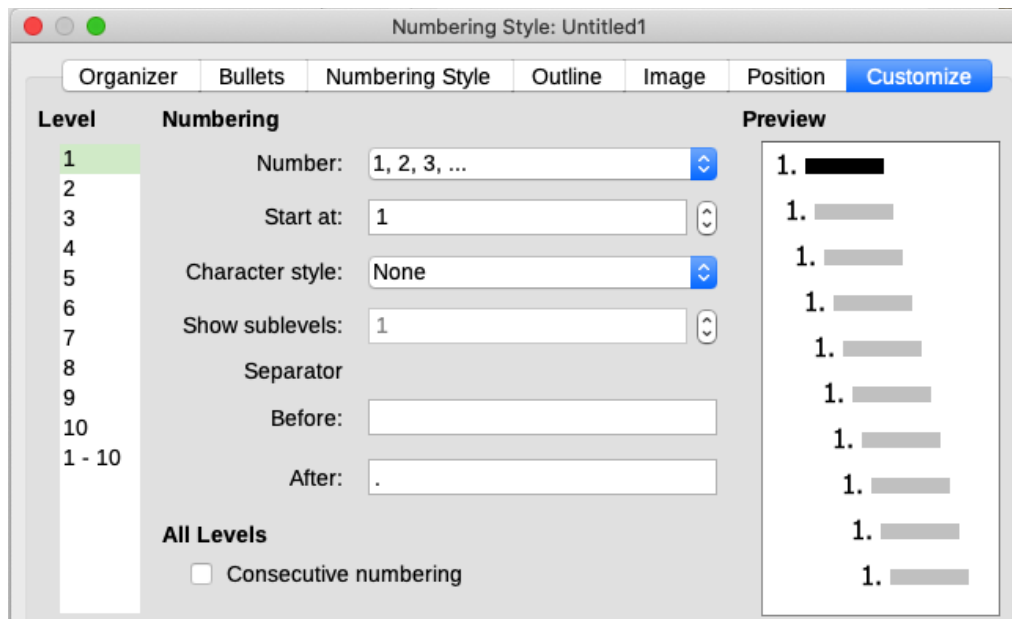 Numbering Style: Untitled1
Organizer Bullets Numbering Style Outline Image Position Customize
Level
1
2
3
4
5
6
7
8
9
10
1 - 10
Numbering
Number: 1, 2, 3, ...
Start at: 1
Character style: None
Show sublevels: 1
Separator
Before:
After: .
All Levels
Consecutive numbering
Preview
1.
1.
1.
1.
1.
1.
1.
1.
1.
1.